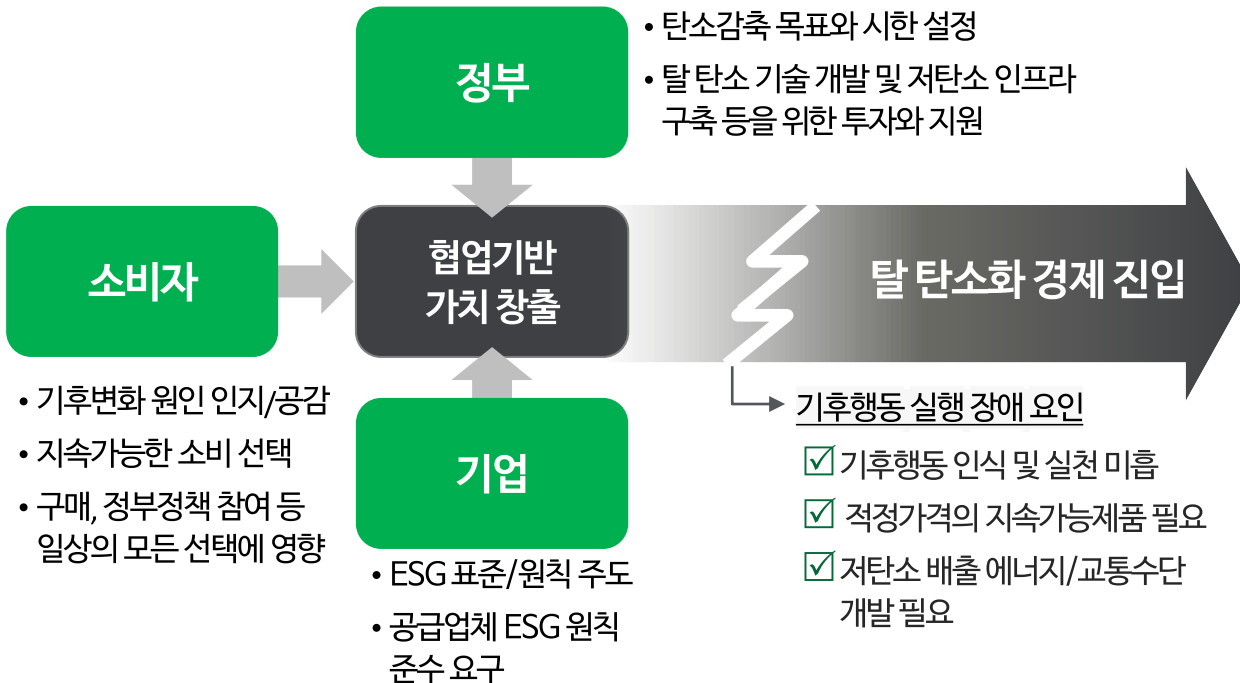 정부
• 탄소감축 목표와 시한 설정
• 탈 탄소 기술 개발 및 저탄소 인프라
구축 등을 위한 투자와 지원
소비자
• 기후변화 원인 인지/공감
• 지속가능한 소비 선택
• 구매, 정부정책 참여 등
일상의 모든 선택에 영향
협업기반
가치 창출
기업
• ESG 표준/원칙 주도
• 공급업체 ESG 원칙
준수 요구
탈 탄소화 경제 진입
기후행동 실행 장애 요인
☑ 기후행동 인식 및 실천 미흡
☑ 적정가격의 지속가능제품 필요
☑ 저탄소 배출 에너지/교통수단
개발 필요